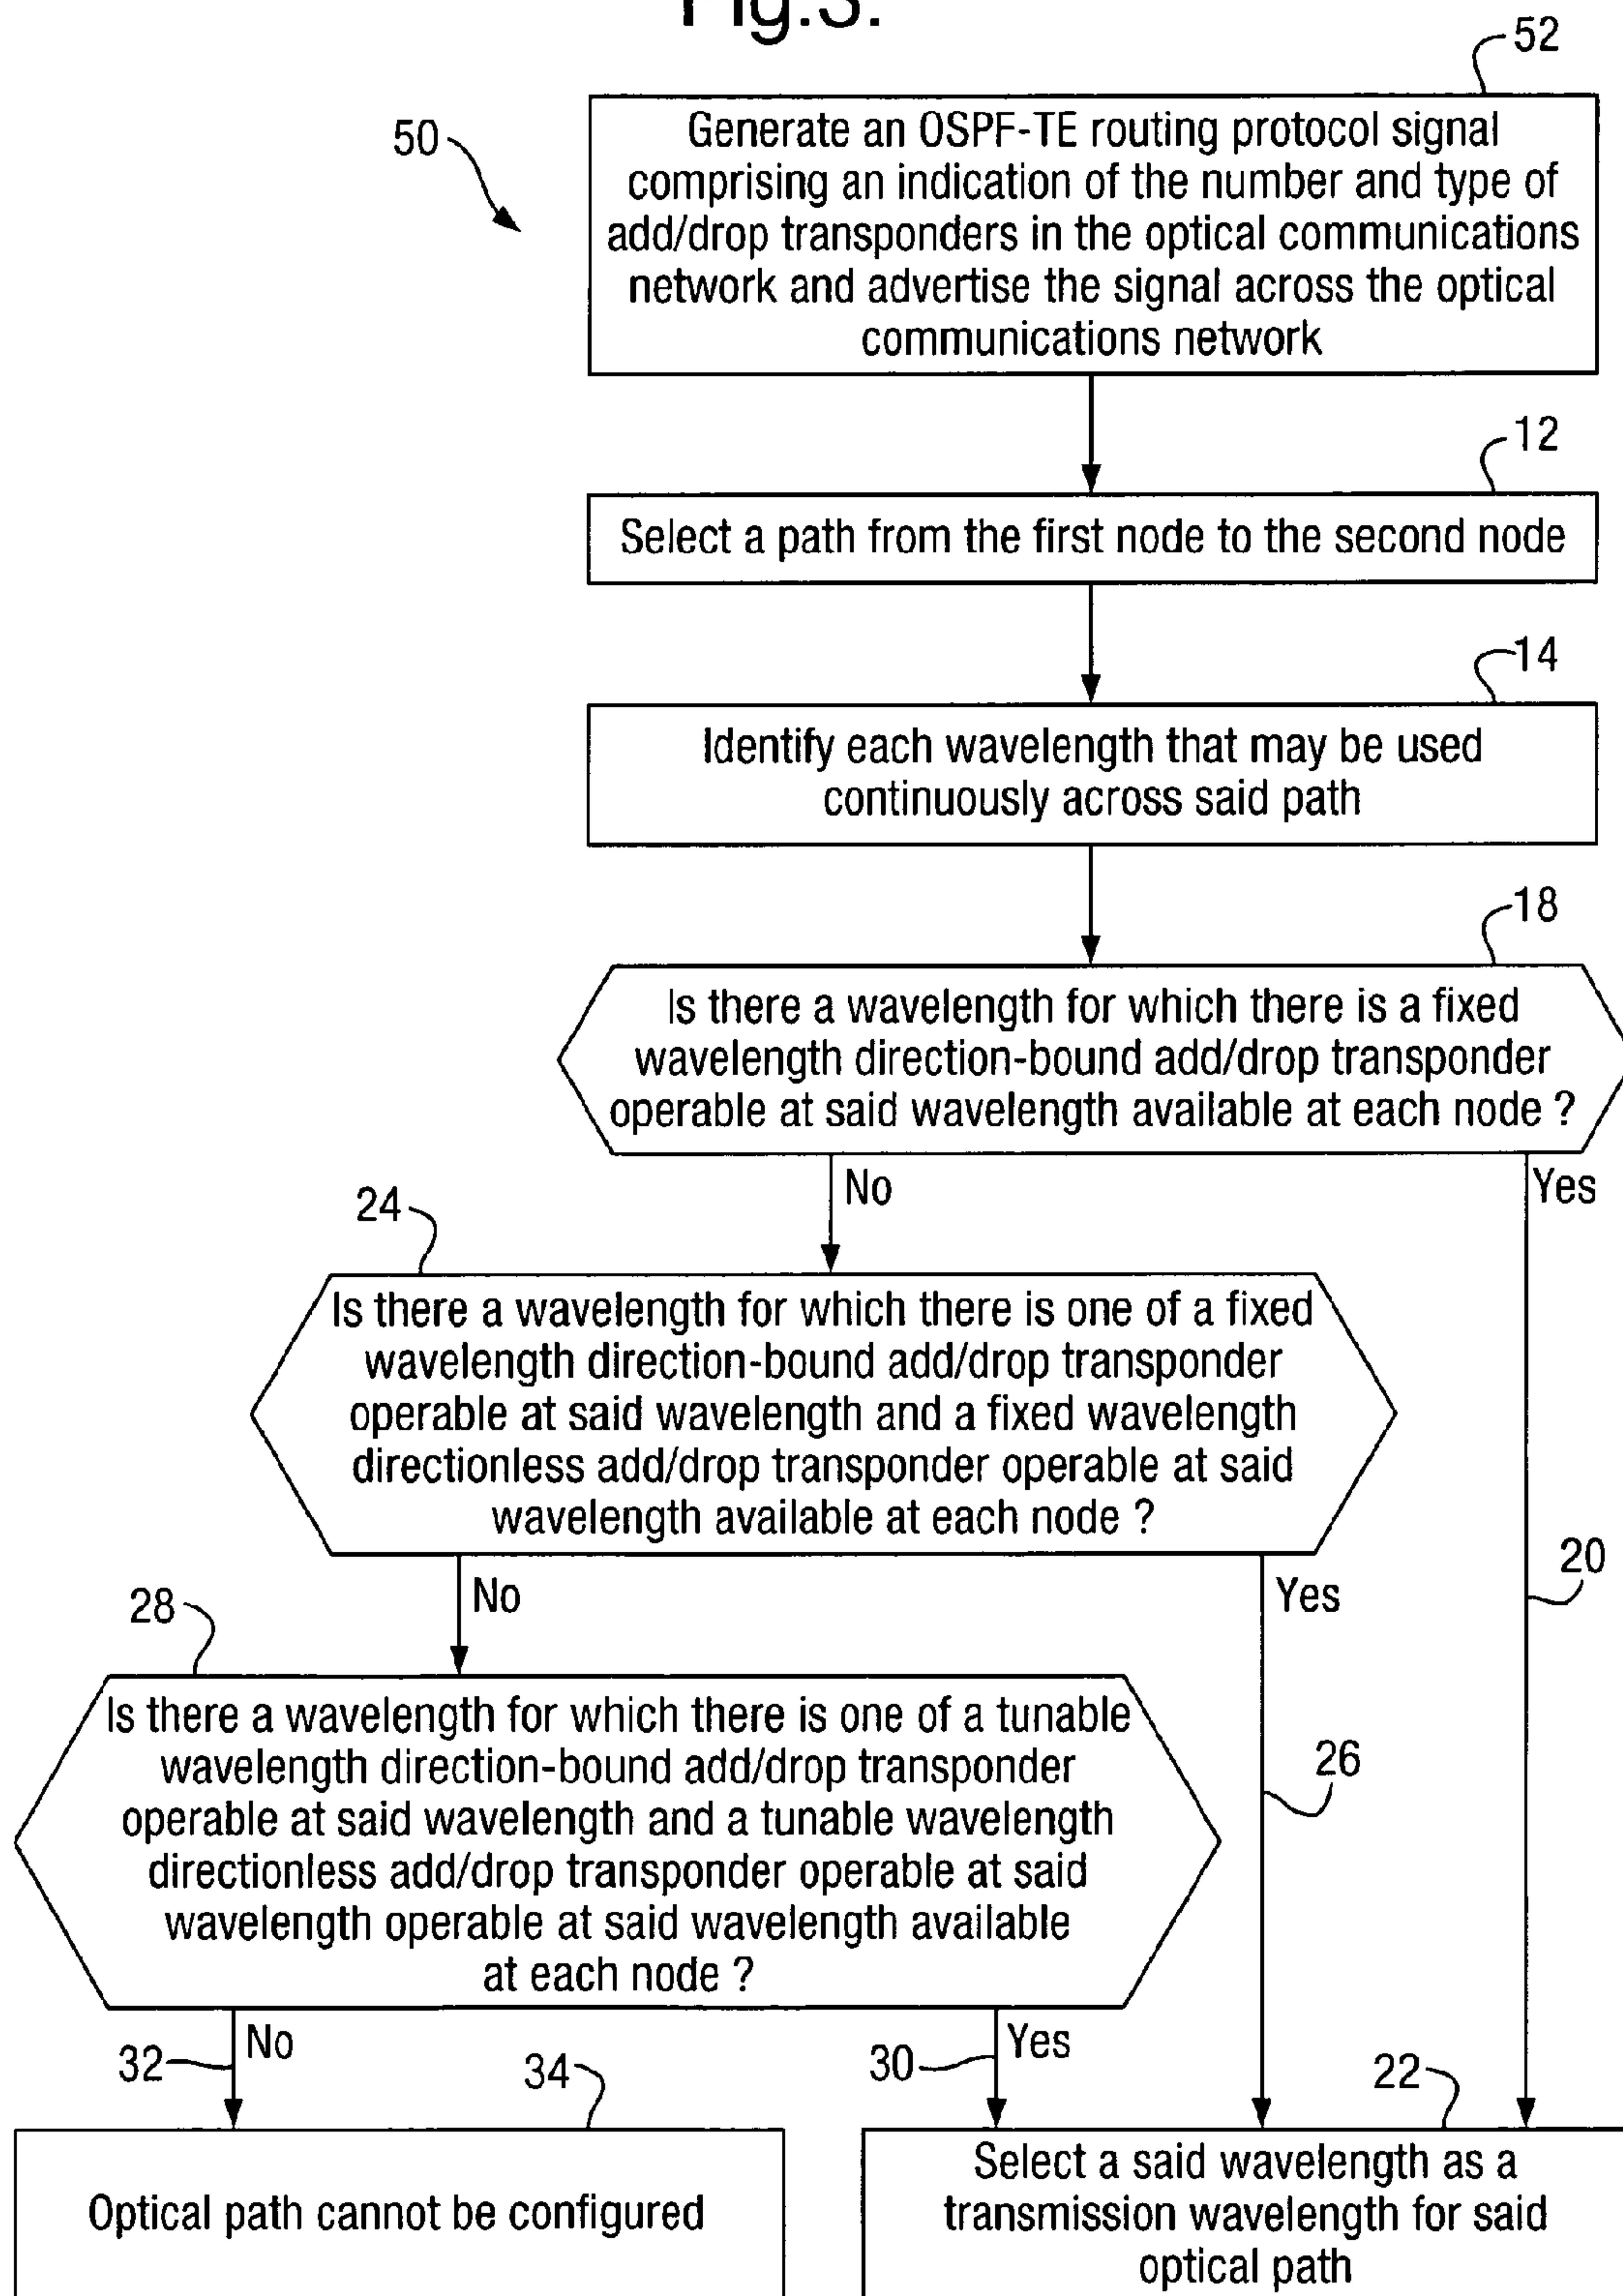 Fig.3.
52
50
Generate an OSPF-TE routing protocol signal
comprising an indication of the number and type of
add/drop transponders in the optical communications
network and advertise the signal across the optical
communications network
12
Select a path from the first node to the second node
14
Identify each wavelength that may be used
continuously across said path
18
Is there a wavelength for which there is a fixed
wavelength direction-bound add/drop transponder
operable at said wavelength available at each node ?
No
Yes
24
Is there a wavelength for which there is one of a fixed
wavelength direction-bound add/drop transponder
operable at said wavelength and a fixed wavelength
directionless add/drop transponder operable at said
wavelength available at each node ?
20
No
Yes
28
Is there a wavelength for which there is one of a tunable
wavelength direction-bound add/drop transponder
operable at said wavelength and a tunable wavelength
directionless add/drop transponder operable at said
wavelength operable at said wavelength available
at each node ?
26
No
Yes
32
34
30
22
Optical path cannot be configured
Select a said wavelength as a
transmission wavelength for said
optical path